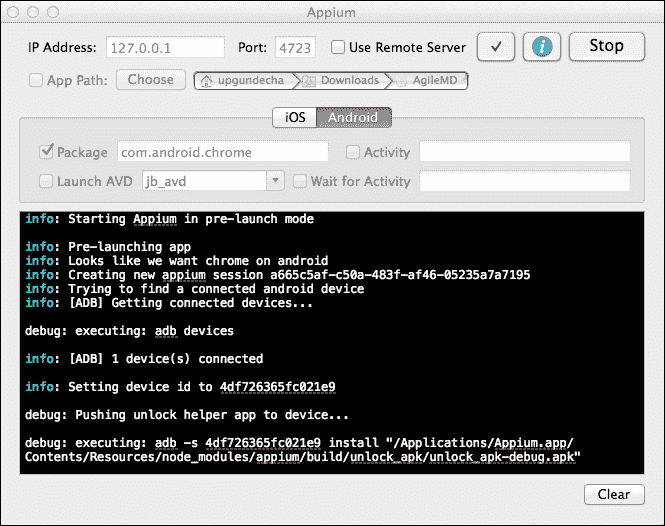 Appium
IP Address: 127.0.0.1 Port: 4723 Use Remote Server Stop
App Path: Choose upgundecha Downloads AgileMD
iOS Android
Package com.android.chrome Activity
Launch AVD jb_avd Wait for Activity
info: Starting Appium in pre-launch mode
info: Pre-launching app
info: Looks like we want chrome on android
info: Creating new appium session a665c5af-c50a-483f-af46-05235a7a7195
info: Trying to find a connected android device
info: [ADB] Getting connected devices...
debug: executing: adb devices
info: [ADB] 1 device(s) connected
info: Setting device id to 4df726365fc021e9
debug: Pushing unlock helper app to device...
debug: executing: adb -s 4df726365fc021e9 install "/Applications/Appium.app/
Contents/Resources/node_modules/appium/build/unlock_apk/unlock_apk-debug.apk"
Clear